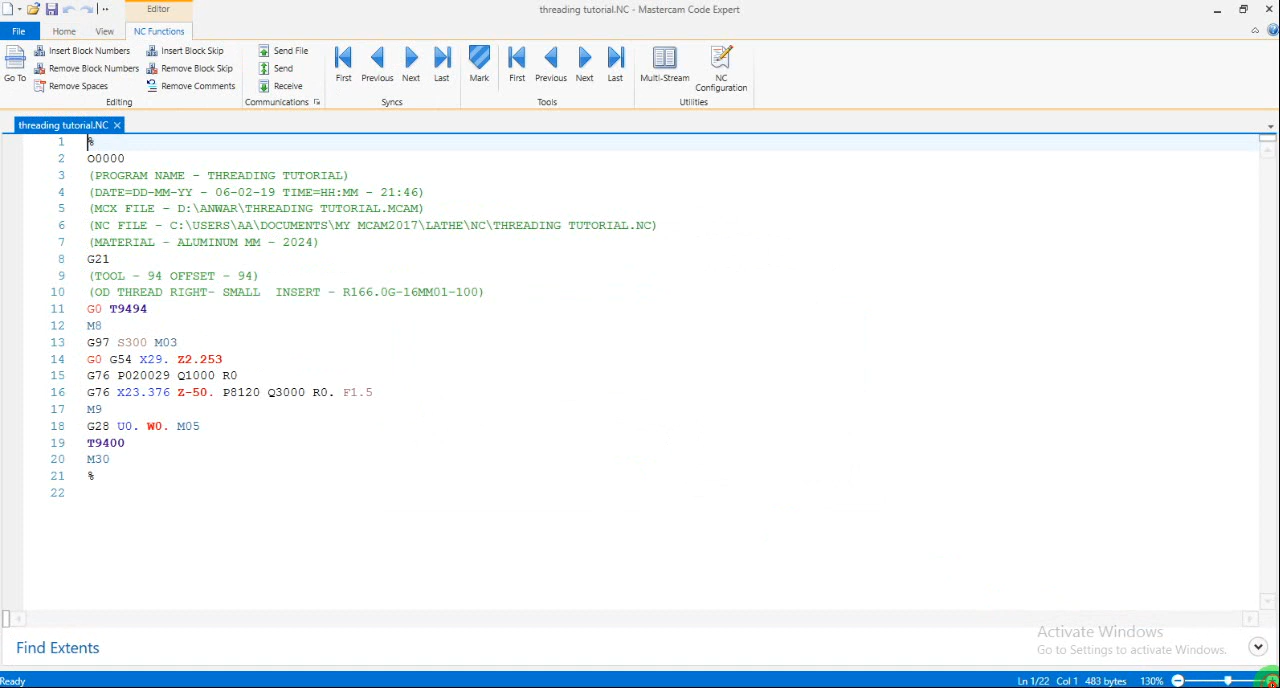 Editor
threading tutorial.NC - Mastercam Code Expert
File Home View NC Functions
Go To
Insert Block Numbers
Remove Block Numbers
Remove Spaces
Insert Block Skip
Remove Block Skip
Remove Comments
Editing
Send File
Send
Receive
Communications
First Previous Next Last
Syncs
Mark
First Previous Next Last
Tools
Multi-Stream
NC
Configuration
Utilities
threading tutorial.NC
1 %
2 O0000
3 (PROGRAM NAME - THREADING TUTORIAL)
4 (DATE=DD-MM-YY - 06-02-19 TIME=HH:MM - 21:46)
5 (MCX FILE - D:\ANWAR\THREADING TUTORIAL.MCAM)
6 (NC FILE - C:\USERS\AA\DOCUMENTS\MY MCAM2017\LATHE\NC\THREADING TUTORIAL.NC)
7 (MATERIAL - ALUMINUM MM - 2024)
8 G21
9 (TOOL - 94 OFFSET - 94)
10 (OD THREAD RIGHT- SMALL  INSERT - R166.0G-16MM01-100)
11 G0 T9494
12 M8
13 G97 S300 M03
14 G0 G54 X29. Z2.253
15 G76 P020029 Q1000 R0
16 G76 X23.376 Z-50. P8120 Q3000 R0. F1.5
17 M9
18 G28 U0. W0. M05
19 T9400
20 M30
21 %
22
Find Extents
Activate Windows
Go to Settings to activate Windows.
Ready
Ln 1/22 Col 1 483 bytes 130%